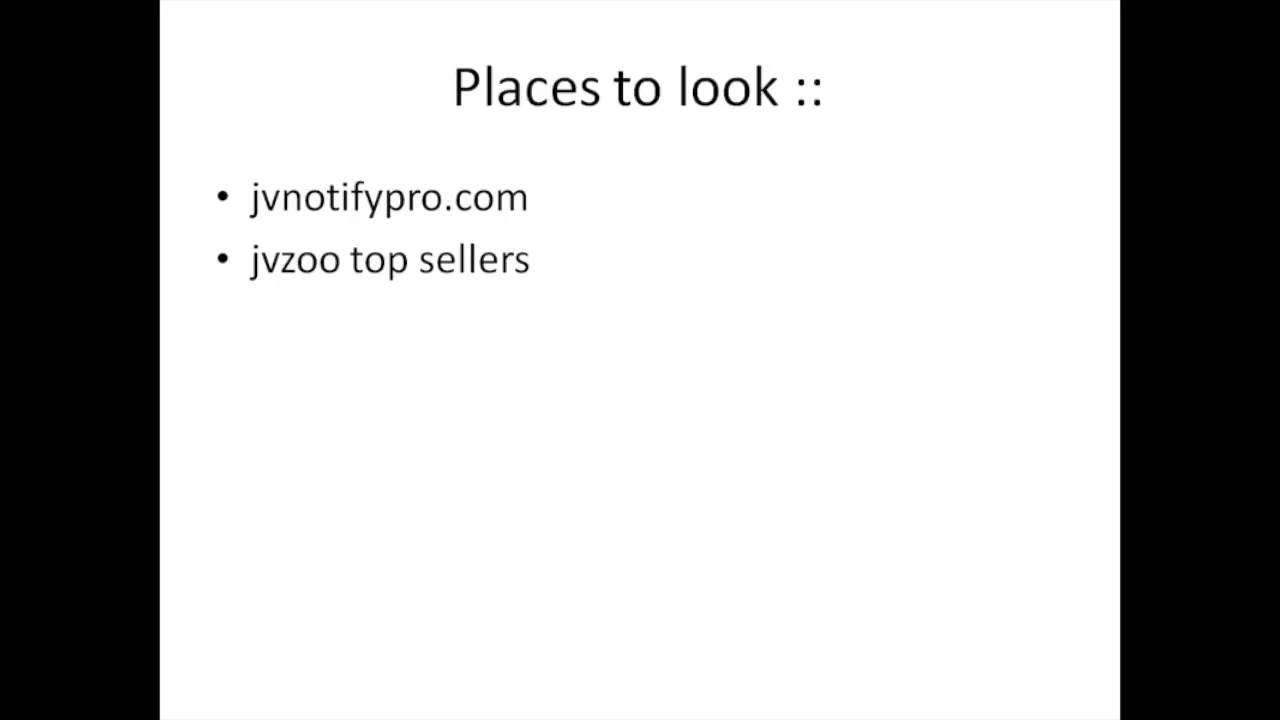 Places to look ::
• jvnotifypro.com
• jvzoo top sellers